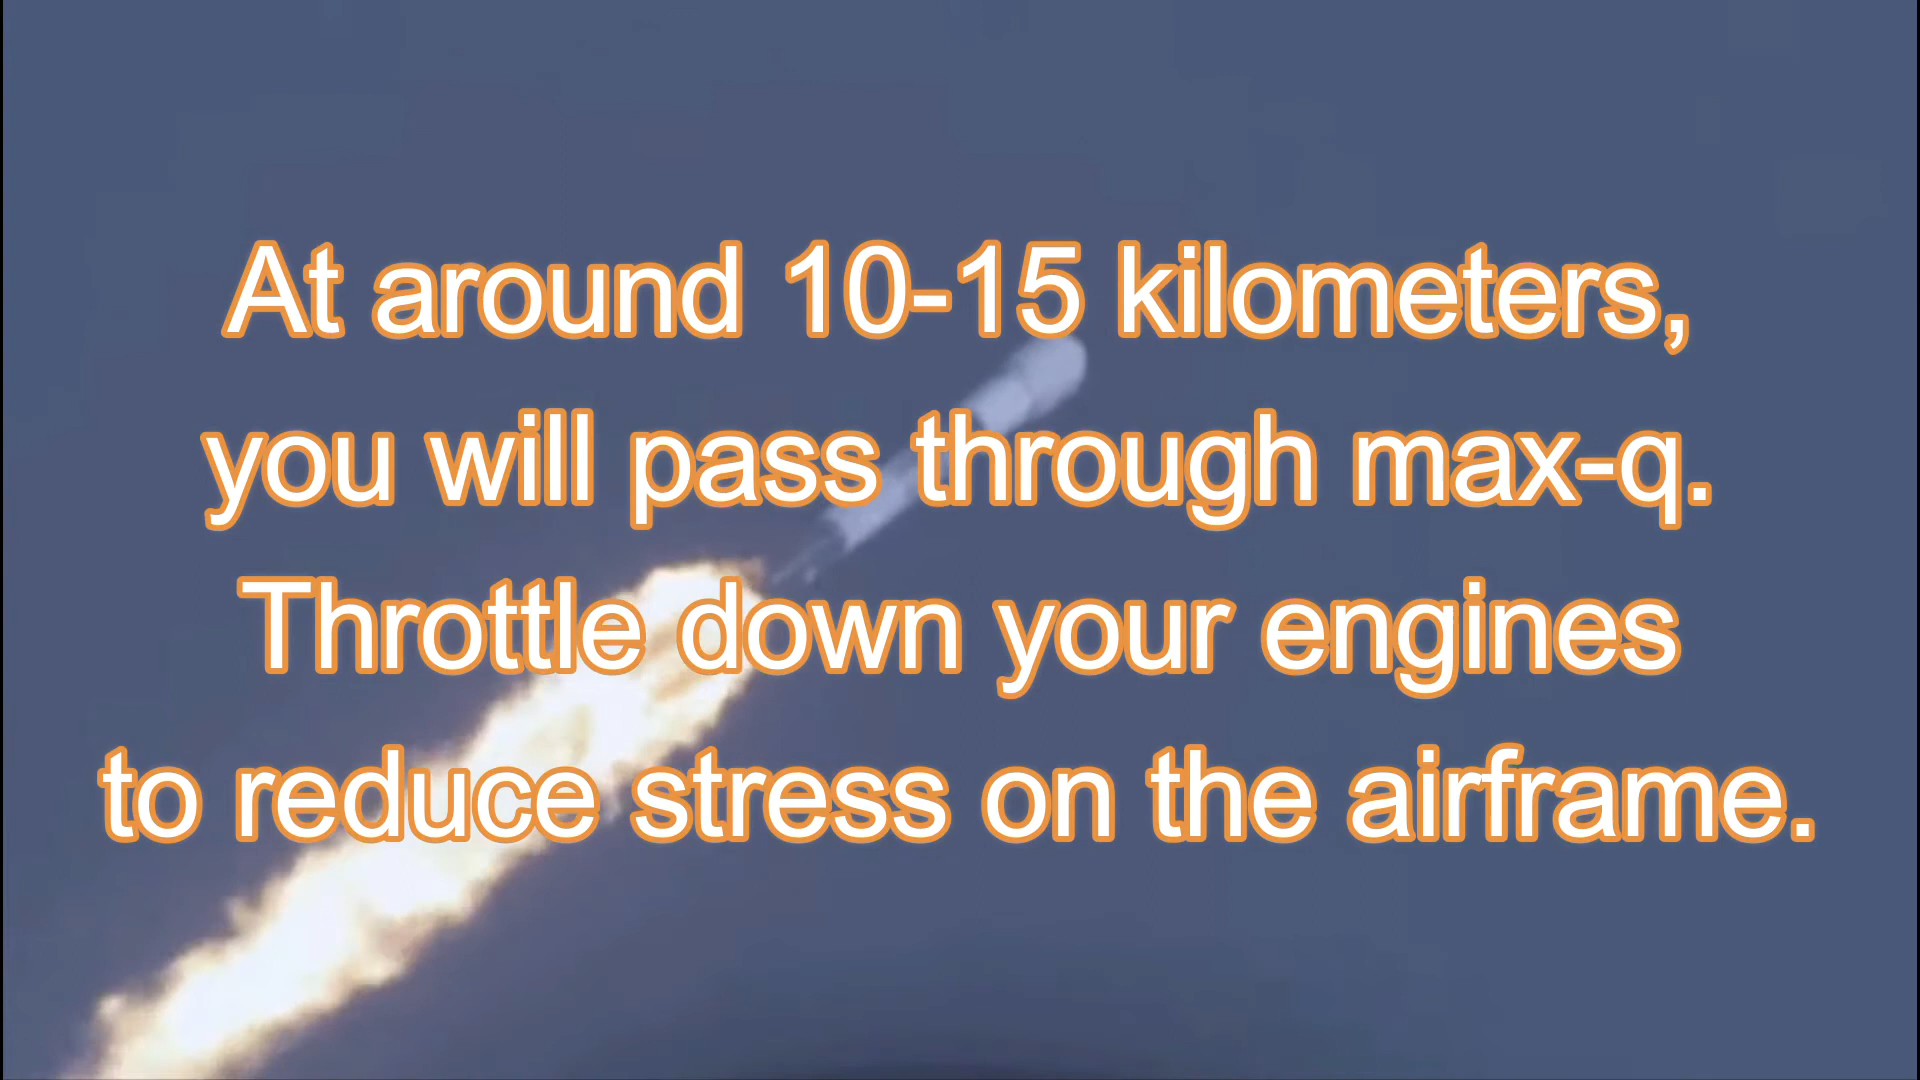 At around 10-15 kilometers,
you will pass through max-q.
Throttle down your engines
to reduce stress on the airframe.